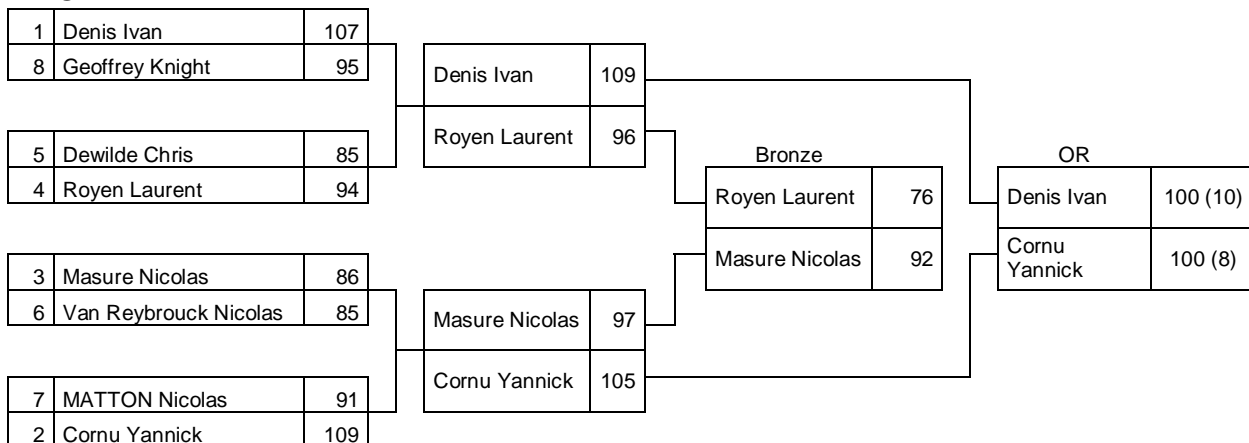 1 Denis Ivan 107
8 Geoffrey Knight 95
5 Dewilde Chris 85
4 Royen Laurent 94
3 Masure Nicolas 86
6 Van Reybrouck Nicolas 85
7 MATTON Nicolas 91
2 Cornu Yannick 109
Denis Ivan 109
Royen Laurent 96
Masure Nicolas 97
Cornu Yannick 105
Bronze
Royen Laurent 76
Masure Nicolas 92
OR
Denis Ivan 100 (10)
Cornu
Yannick 100 (8)